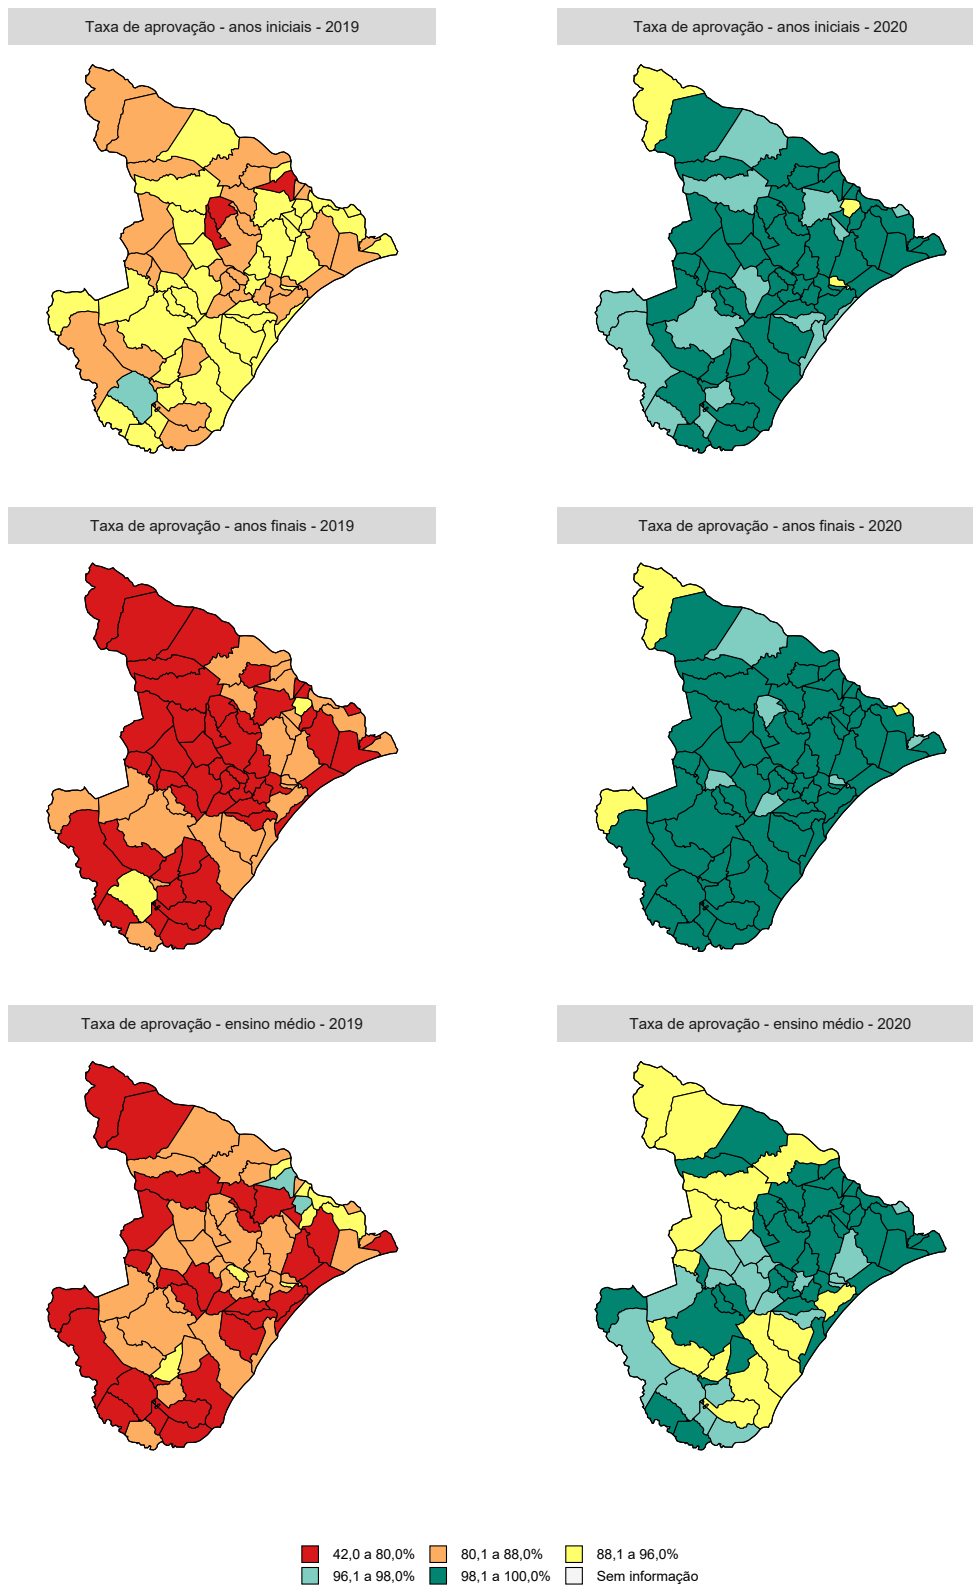 Taxa de aprovação - anos iniciais - 2019
Taxa de aprovação - anos iniciais - 2020
Taxa de aprovação - anos finais - 2019
Taxa de aprovação - anos finais - 2020
Taxa de aprovação - ensino médio - 2019
Taxa de aprovação - ensino médio - 2020
42,0 a 80,0%
80,1 a 88,0%
88,1 a 96,0%
96,1 a 98,0%
98,1 a 100,0%
Sem informação